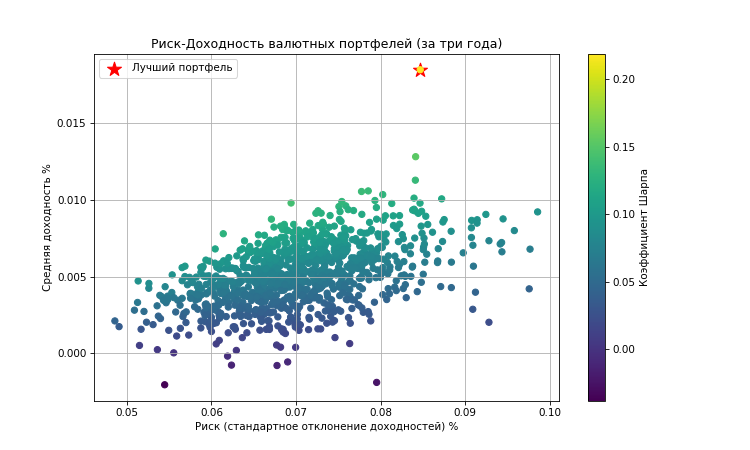 Риск-Доходность валютных портфелей (за три года)
Лучший портфель
Средняя доходность %
0.015
0.010
0.005
0.000
0.05 0.06 0.07 0.08 0.09 0.10
Риск (стандартное отклонение доходностей) %
0.20
0.15
0.10
0.05
0.00
Коэффициент Шарпа